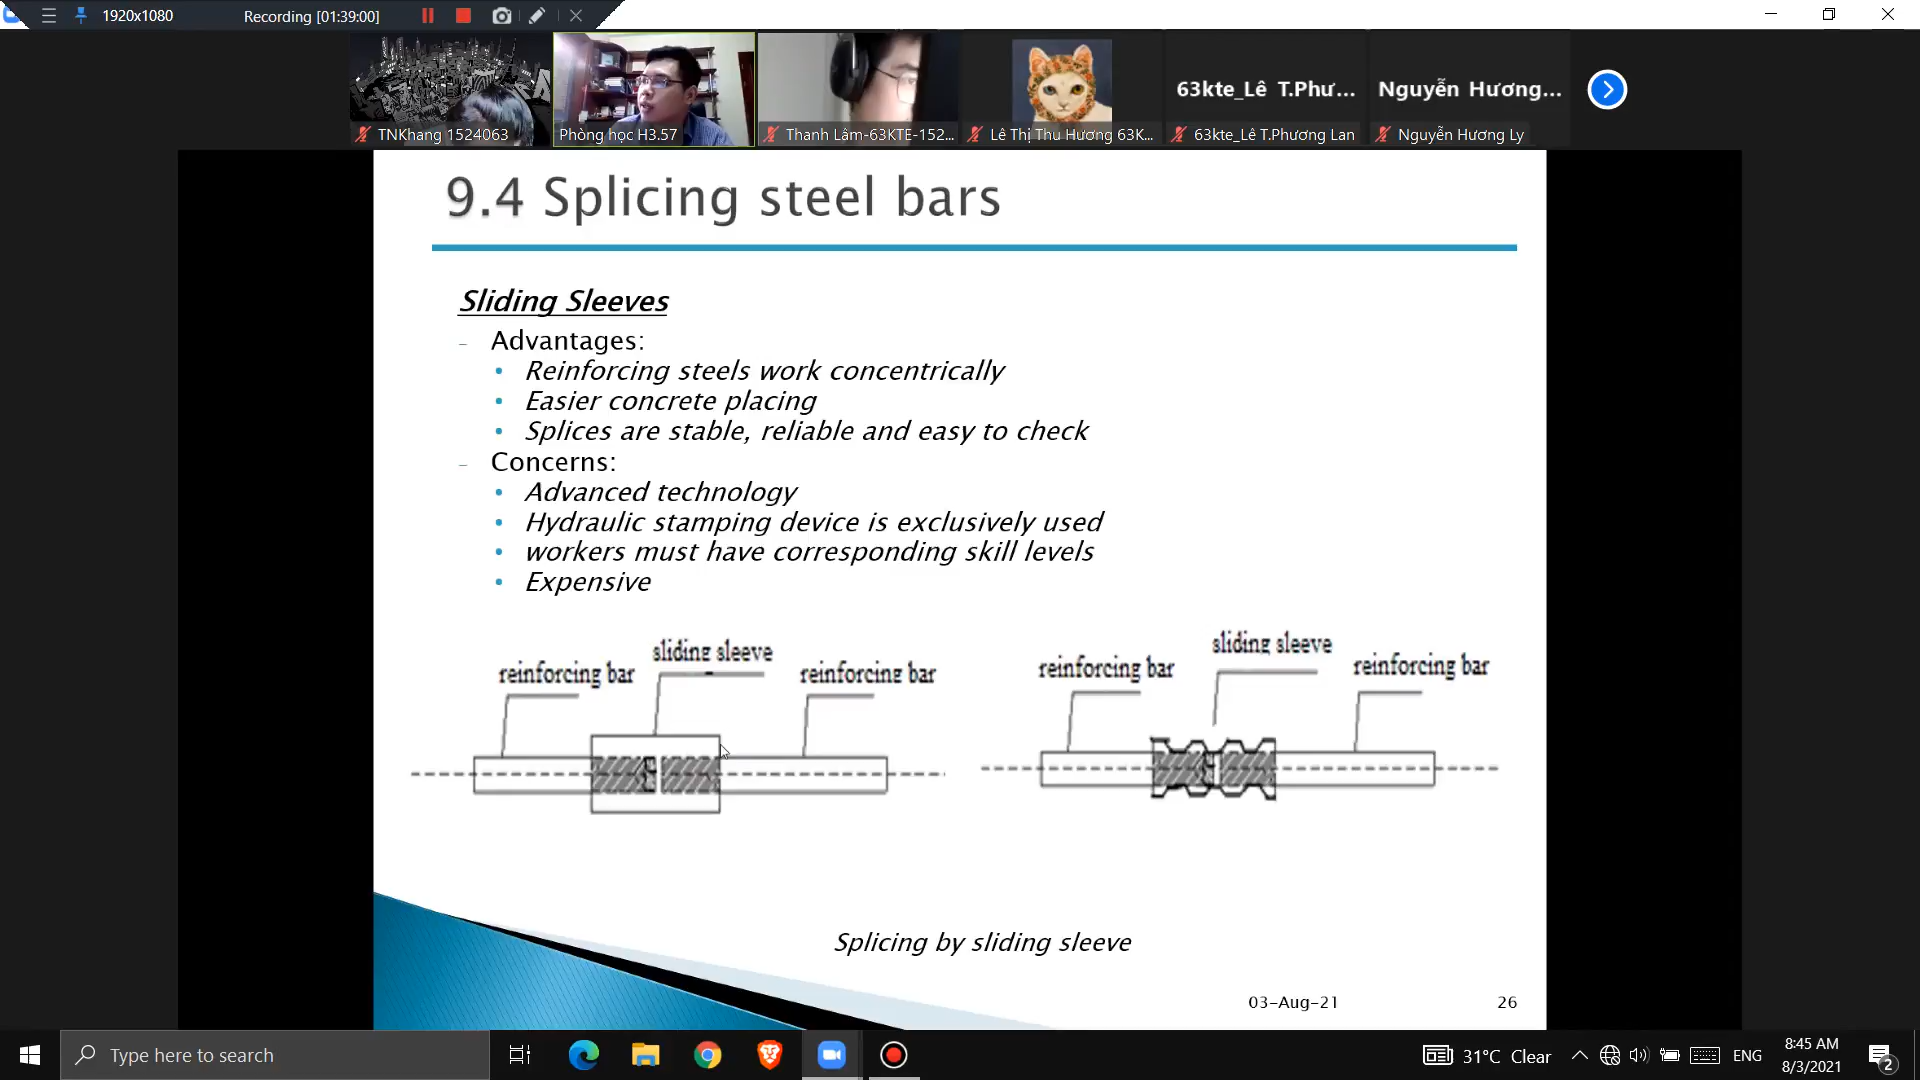 1920x1080
Recording [01:39:00]
63kte_Lê T.Phư...
Nguyễn Hương...
TNKhang 1524063
Phòng học H3.57
Thanh Lâm-63KTE-152...
Lê Thị Thu Hương 63K...
63kte_Lê T.Phương Lan
Nguyễn Hương Ly
9.4 Splicing steel bars
Sliding Sleeves
- Advantages:
• Reinforcing steels work concentrically
• Easier concrete placing
• Splices are stable, reliable and easy to check
- Concerns:
• Advanced technology
• Hydraulic stamping device is exclusively used
• workers must have corresponding skill levels
• Expensive
reinforcing bar
sliding sleeve
reinforcing bar
reinforcing bar
sliding sleeve
reinforcing bar
Splicing by sliding sleeve
03-Aug-21
26
Type here to search
31°C Clear
ENG
8:45 AM
8/3/2021
2